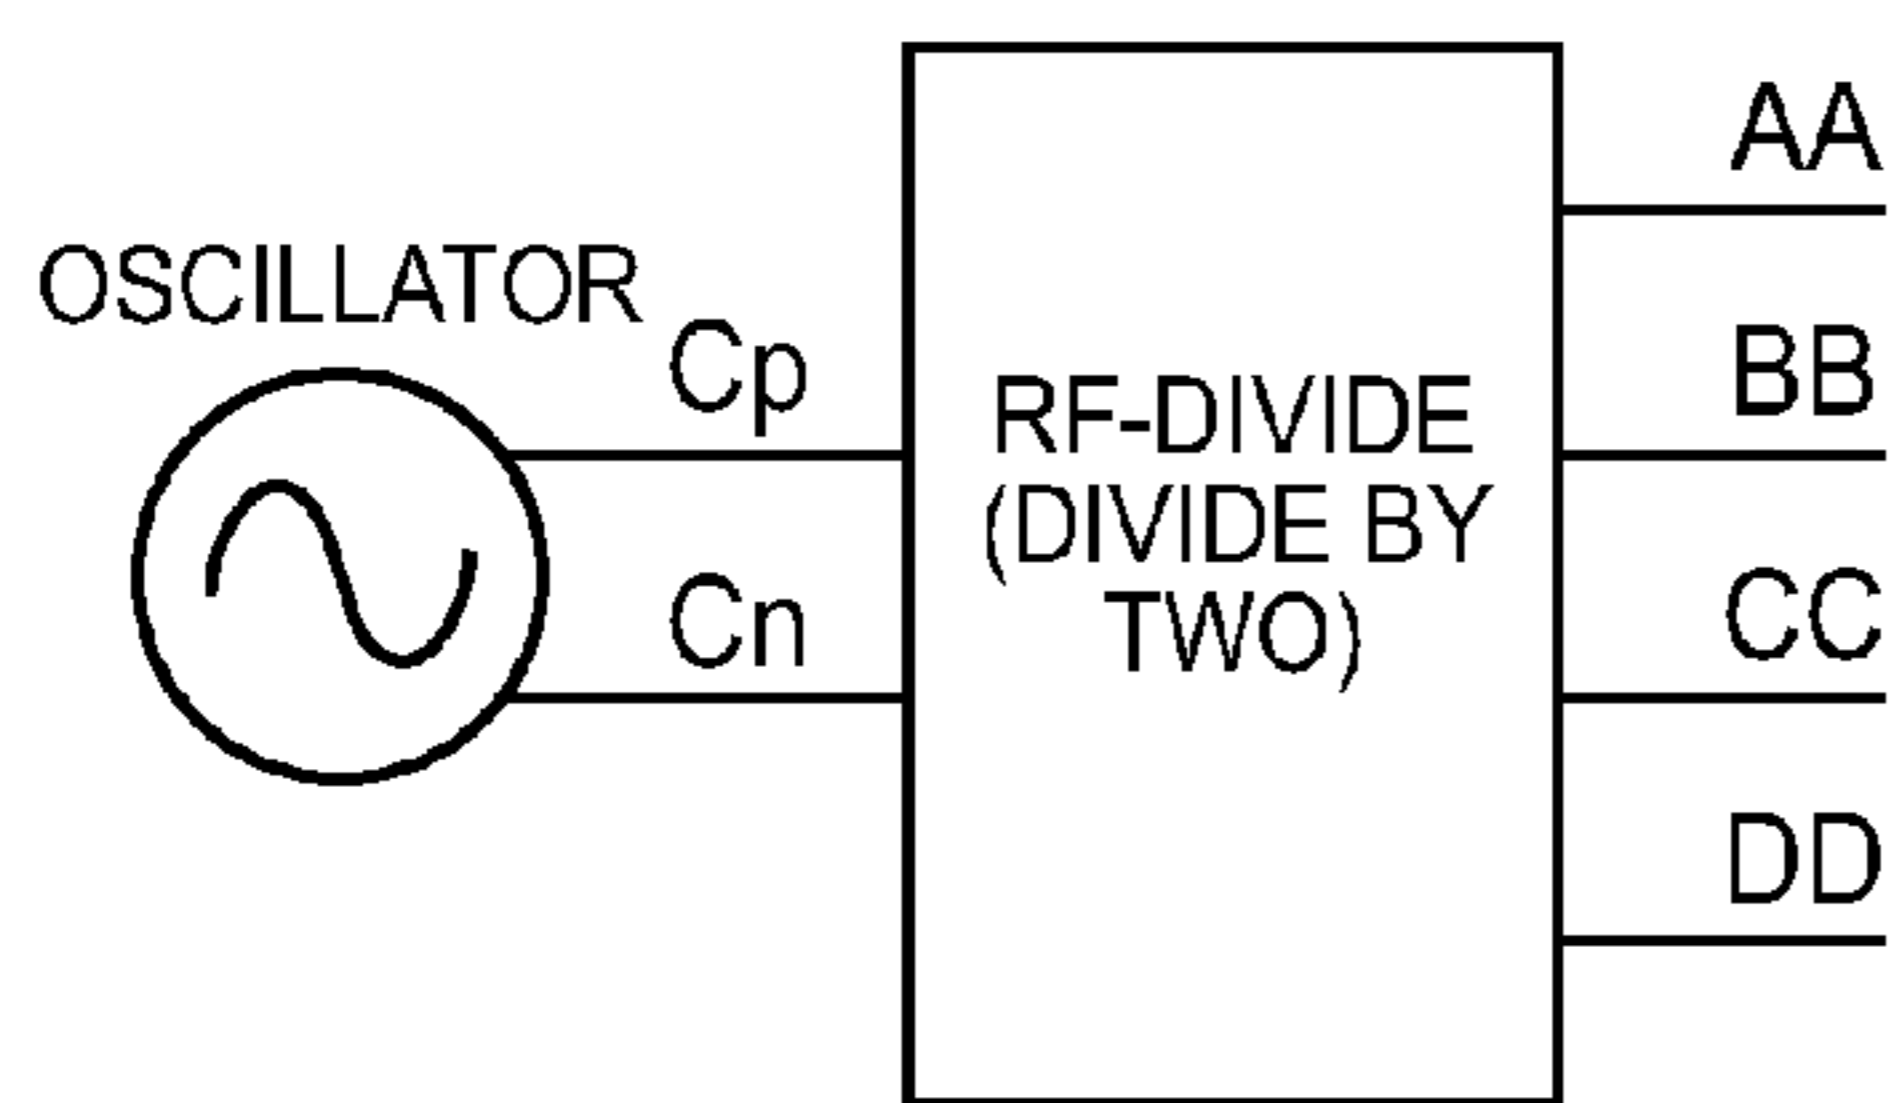 OSCILLATOR
Cp
Cn
RF-DIVIDE
(DIVIDE BY
TWO)
AA
BB
CC
DD